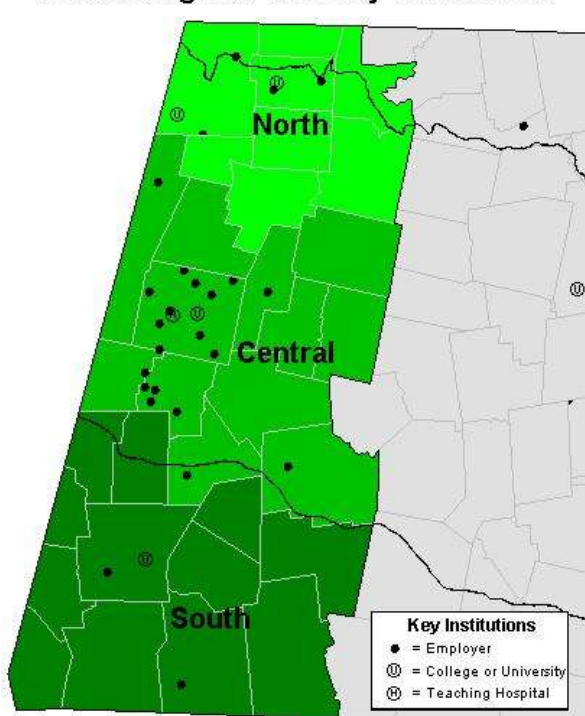 North
Central
South
Key Institutions
= Employer
Ⓤ = College or University
Ⓗ = Teaching Hospital
Ⓤ
Ⓤ
Ⓗ Ⓤ
Ⓤ
Ⓤ